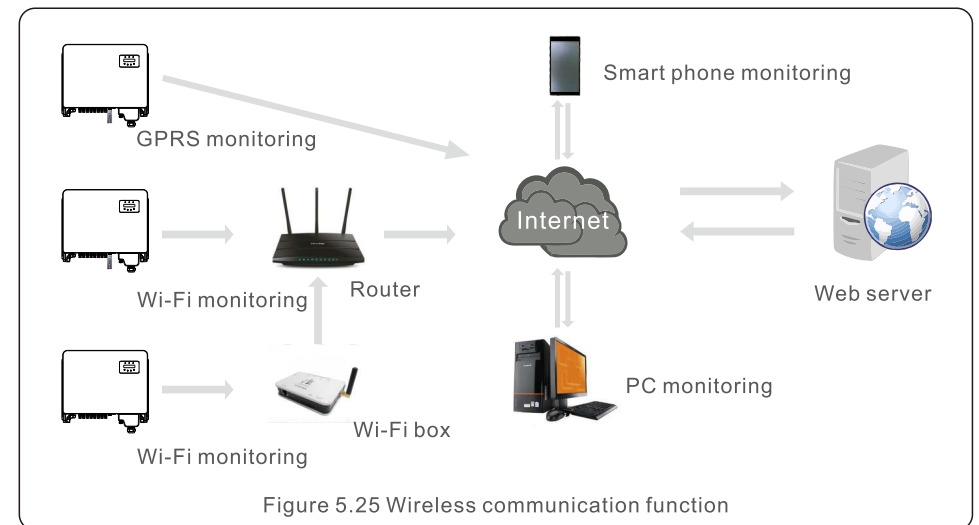 Smart phone monitoring
GPRS monitoring
Internet
Wi-Fi monitoring
Router
Web server
PC monitoring
Wi-Fi box
Wi-Fi monitoring
Figure 5.25 Wireless communication function